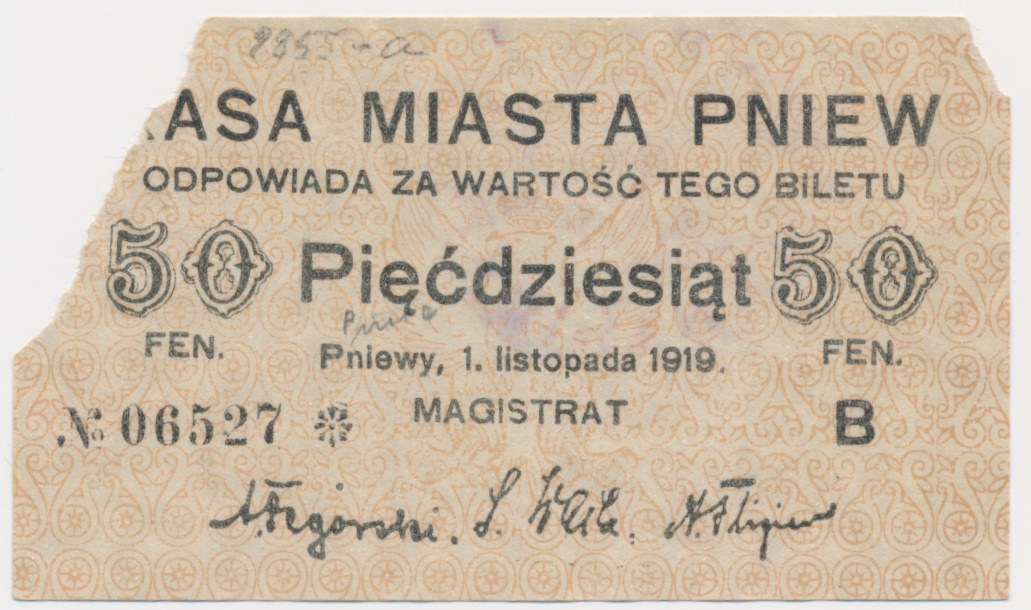 9855-a
ASA MIASTA PNIEW
ODPOWIADA ZA WARTOŚĆ TEGO BILETU
50 Pięćdziesiąt 50
FEN. FEN.
Pniewy, 1. listopada 1919.
№ 06527 MAGISTRAT B